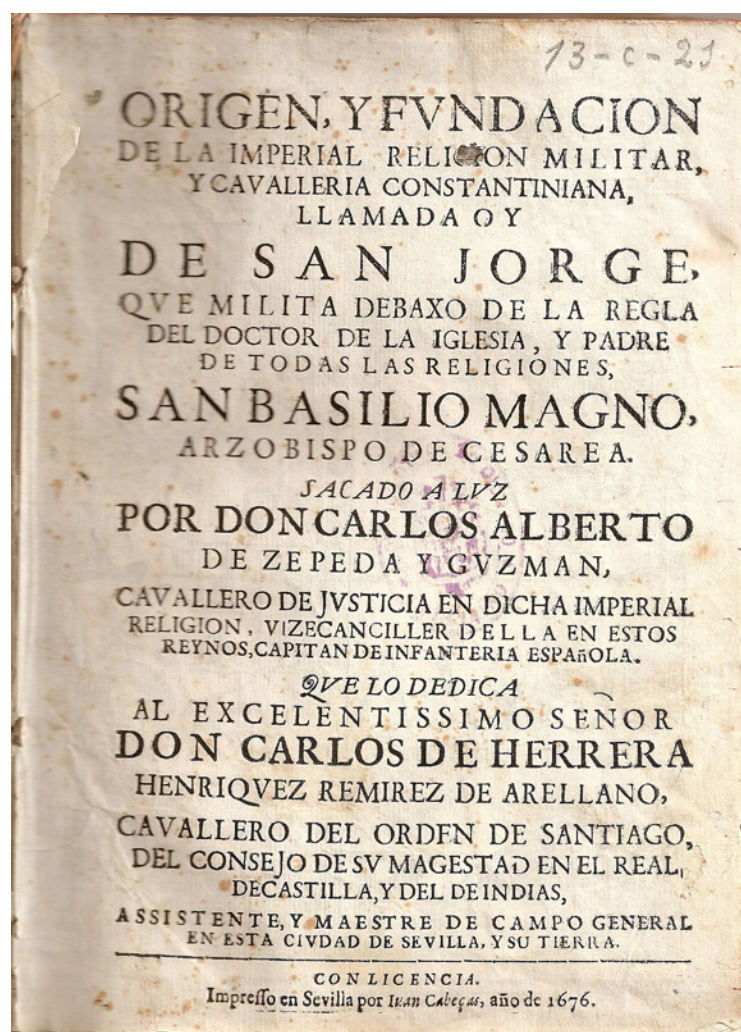 13-c-21
ORIGEN, Y FVNDACION
DE LA IMPERIAL RELIGION MILITAR,
Y CAVALLERIA CONSTANTINIANA,
LLAMADA OY
DE SAN JORGE,
QVE MILITA DEBAXO DE LA REGLA
DEL DOCTOR DE LA IGLESIA, Y PADRE
DE TODAS LAS RELIGIONES,
SAN BASILIO MAGNO,
ARZOBISPO DE CESAREA.
SACADO A LVZ
POR DON CARLOS ALBERTO
DE ZEPEDA Y GVZMAN,
CAVALLERO DE JVSTICIA EN DICHA IMPERIAL
RELIGION, VIZECANCILLER DELLA EN ESTOS
REYNOS, CAPITAN DE INFANTERIA ESPAñOLA.
QVE LO DEDICA
AL EXCELENTISSIMO SEÑOR
DON CARLOS DE HERRERA
HENRIQVEZ REMIREZ DE ARELLANO,
CAVALLERO DEL ORDEN DE SANTIAGO,
DEL CONSEJO DE SV MAGESTAD EN EL REAL,
DE CASTILLA, Y DEL DE INDIAS,
ASSISTENTE, Y MAESTRE DE CAMPO GENERAL
EN ESTA CIVDAD DE SEVILLA, Y SU TIERRA.
CON LICENCIA.
Impresso en Sevilla por Iuan Cabeças, año de 1676.